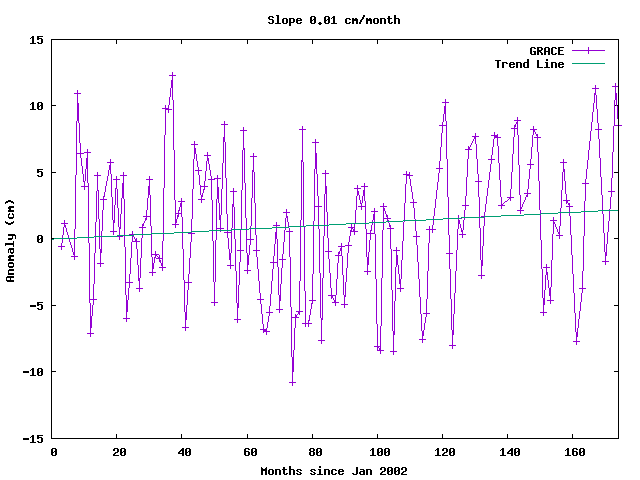 Slope 0.01 cm/month
GRACE
Trend Line
15
10
5
0
-5
-10
-15
Anomaly (cm)
0 20 40 60 80 100 120 140 160
Months since Jan 2002